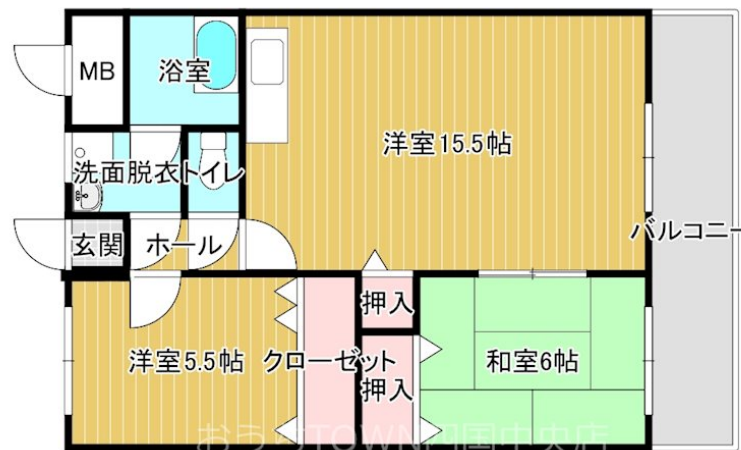 MB
浴室
洋室15.5帖
洗面脱衣
トイレ
バルコニー
玄関
ホール
押入
洋室5.5帖
クローゼット
押入
和室6帖